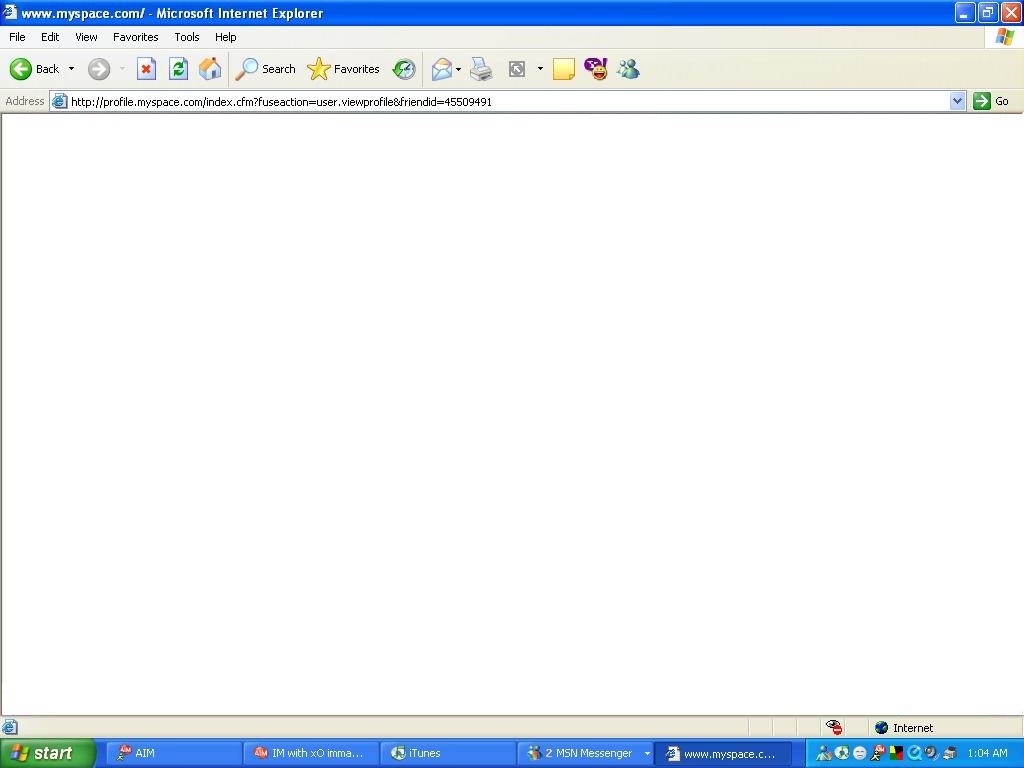 www.myspace.com/ - Microsoft Internet Explorer
File Edit View Favorites Tools Help
Back Search Favorites
Address http://profile.myspace.com/index.cfm?fuseaction=user.viewprofile&friendid=45509491 Go
Internet
start AIM IM with xO imma... iTunes 2 MSN Messenger www.myspace.c... 1:04 AM